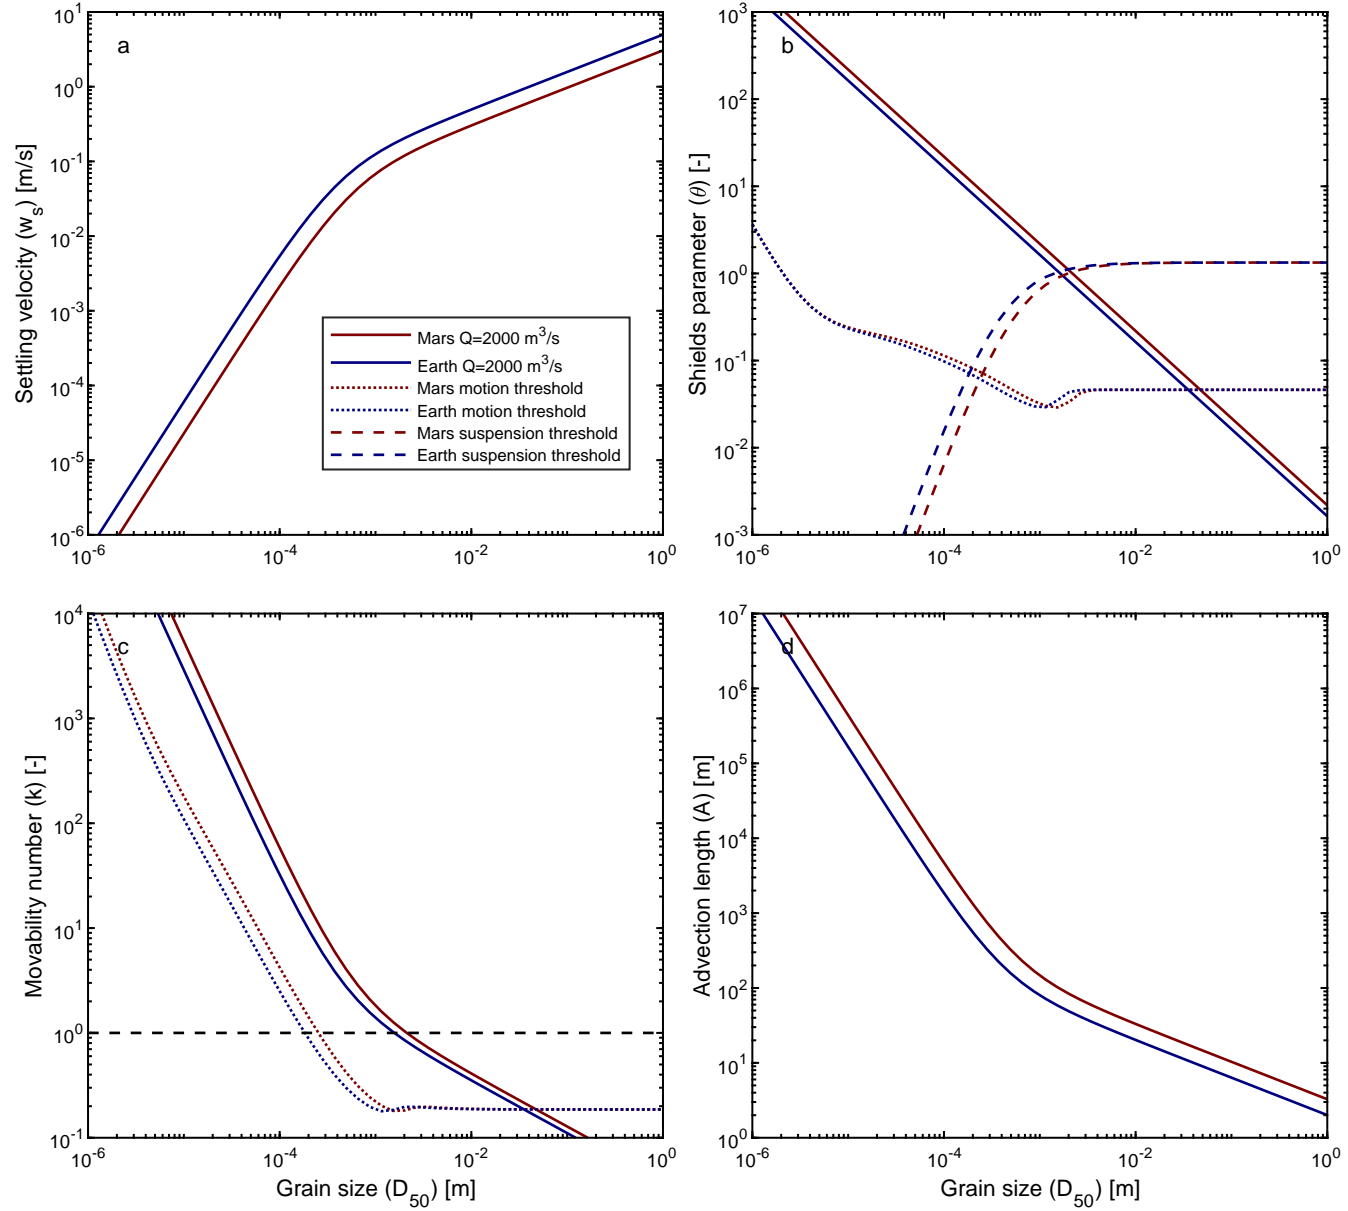 a
Settling velocity (w_s) [m/s]
10^1
10^0
10^-1
10^-2
10^-3
10^-4
10^-5
10^-6
10^-6 10^-4 10^-2 10^0
Mars Q=2000 m^3/s
Earth Q=2000 m^3/s
Mars motion threshold
Earth motion threshold
Mars suspension threshold
Earth suspension threshold
b
Shields parameter (θ) [-]
10^3
10^2
10^1
10^0
10^-1
10^-2
10^-3
10^-6 10^-4 10^-2 10^0
c
Movability number (k) [-]
10^4
10^3
10^2
10^1
10^0
10^-1
10^-6 10^-4 10^-2 10^0
Grain size (D_50) [m]
d
Advection length (A) [m]
10^7
10^6
10^5
10^4
10^3
10^2
10^1
10^0
10^-6 10^-4 10^-2 10^0
Grain size (D_50) [m]